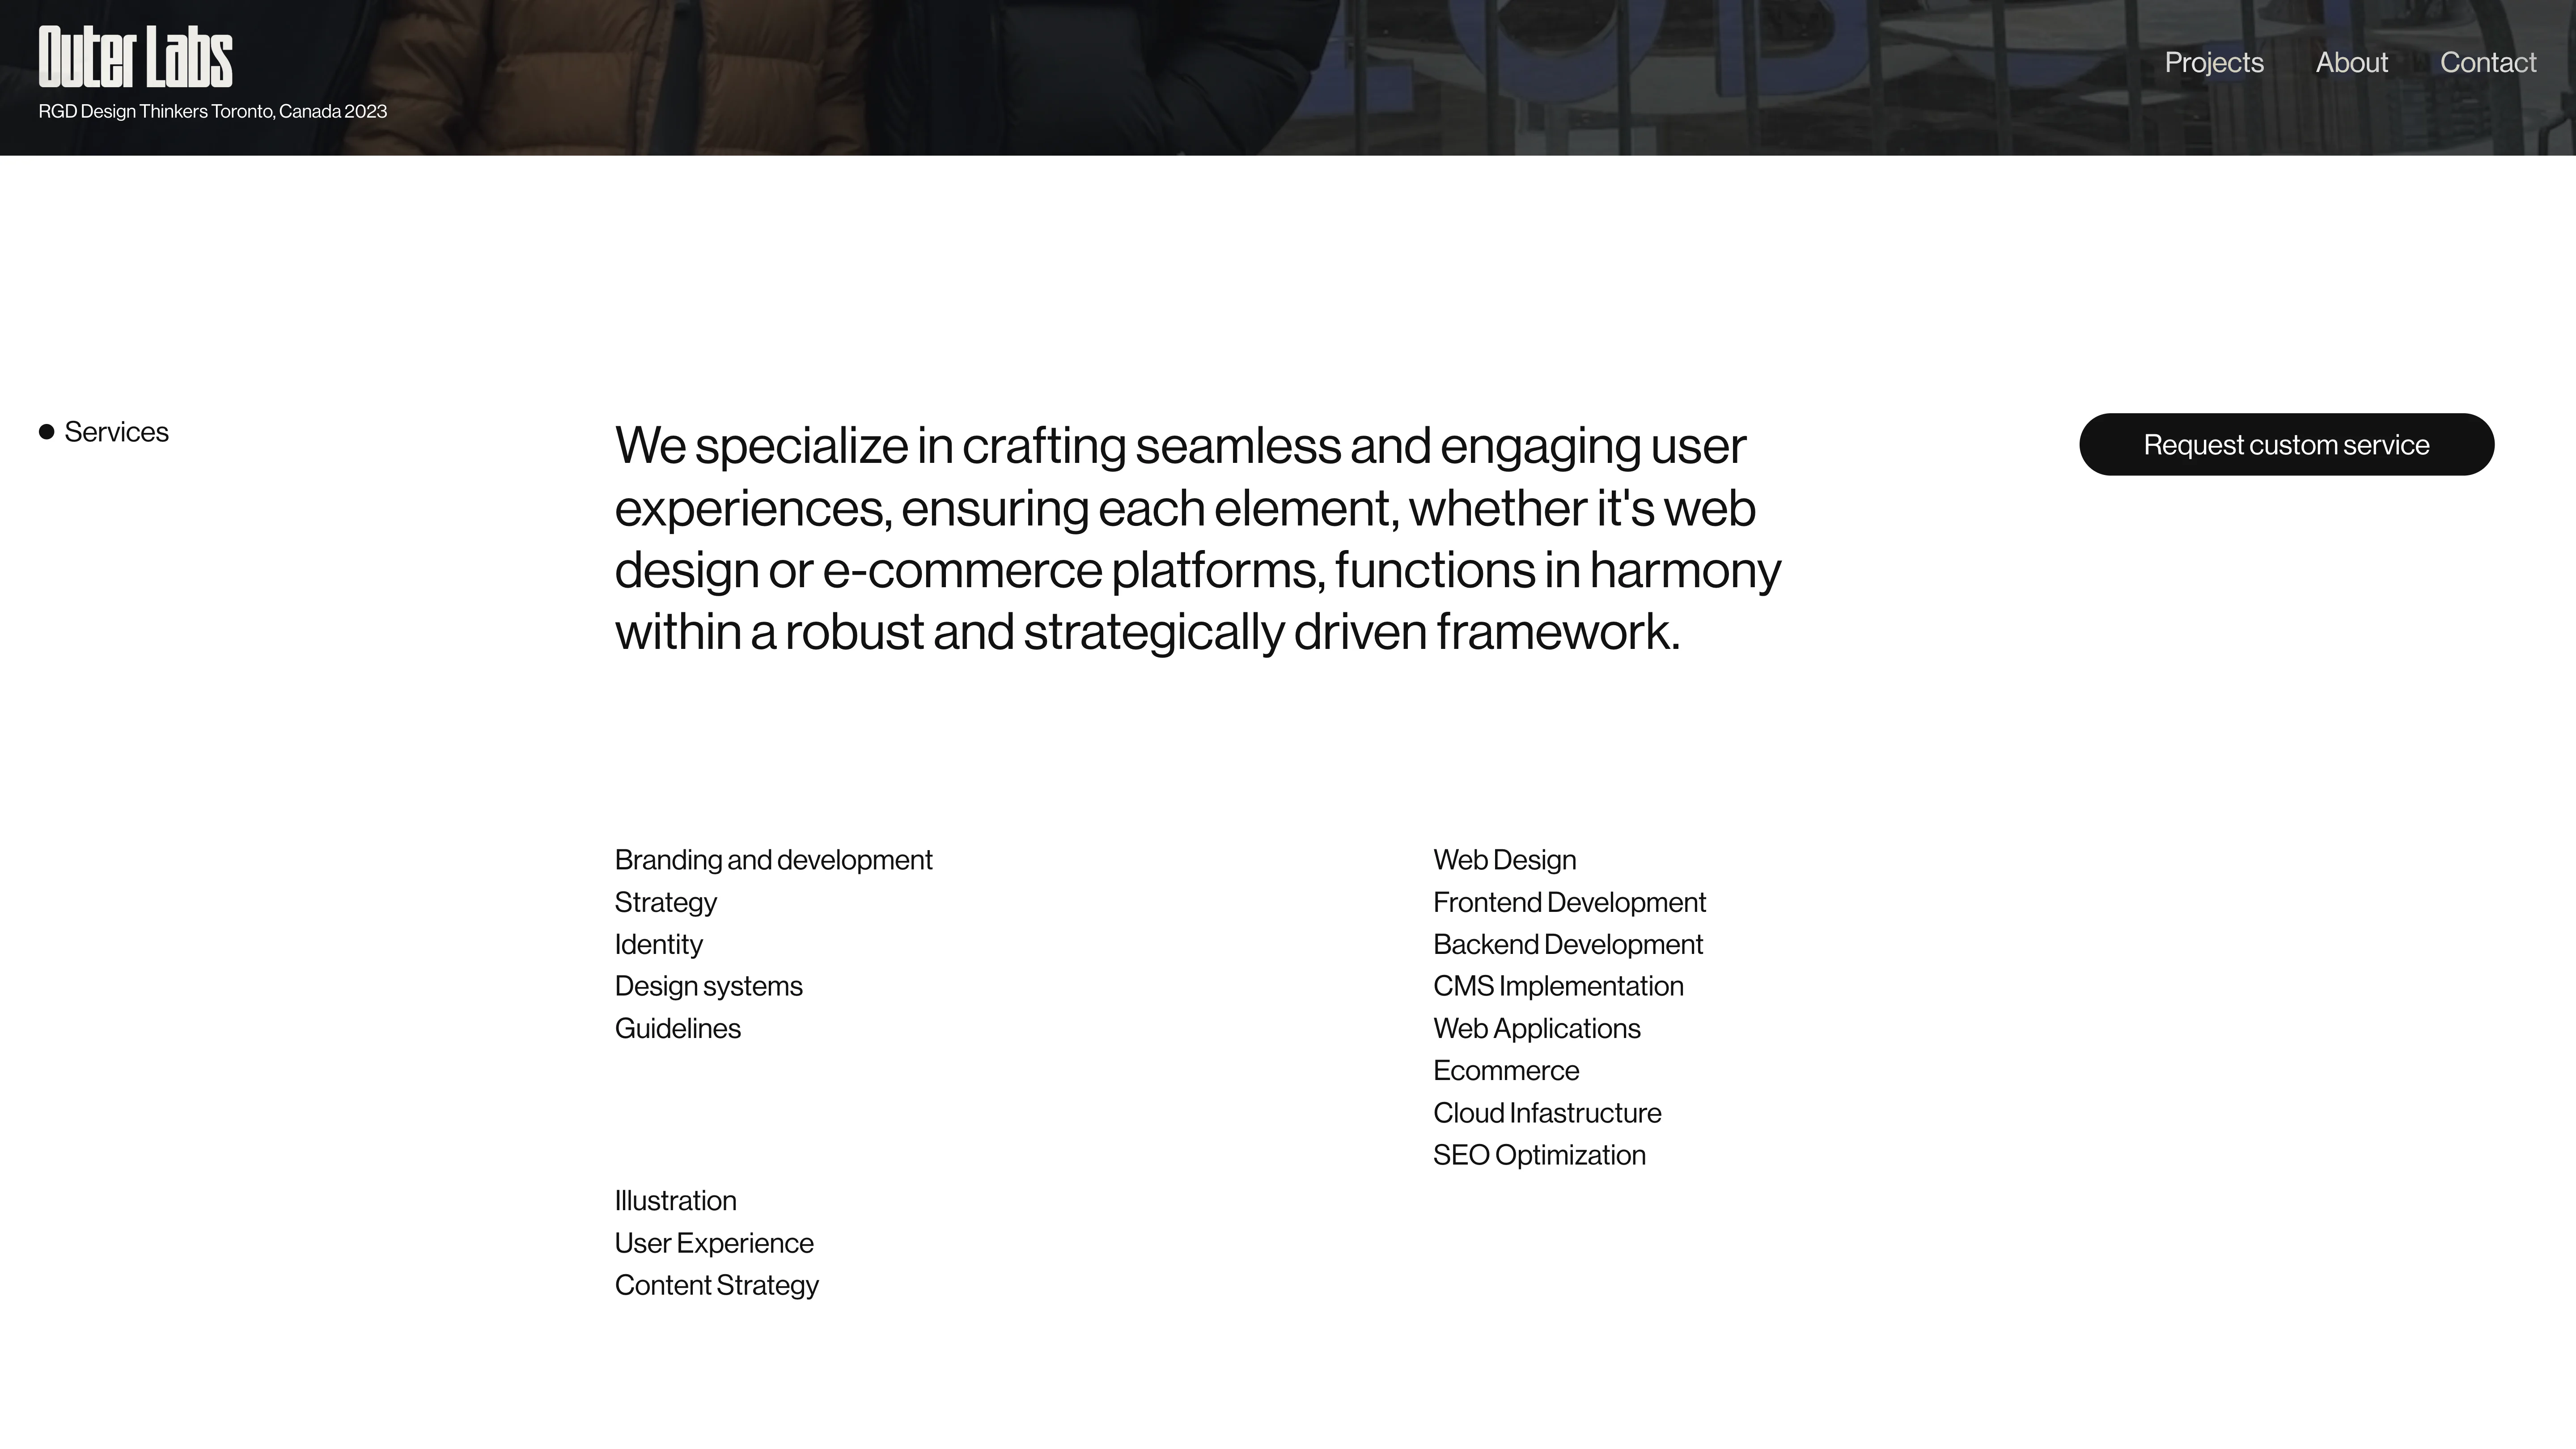 Outer Labs
RGD Design Thinkers Toronto, Canada 2023
Projects
About
Contact
Services
We specialize in crafting seamless and engaging user
experiences, ensuring each element, whether it's web
design or e-commerce platforms, functions in harmony
within a robust and strategically driven framework.
Request custom service
Branding and development
Strategy
Identity
Design systems
Guidelines
Illustration
User Experience
Content Strategy
Web Design
Frontend Development
Backend Development
CMS Implementation
Web Applications
Ecommerce
Cloud Infastructure
SEO Optimization